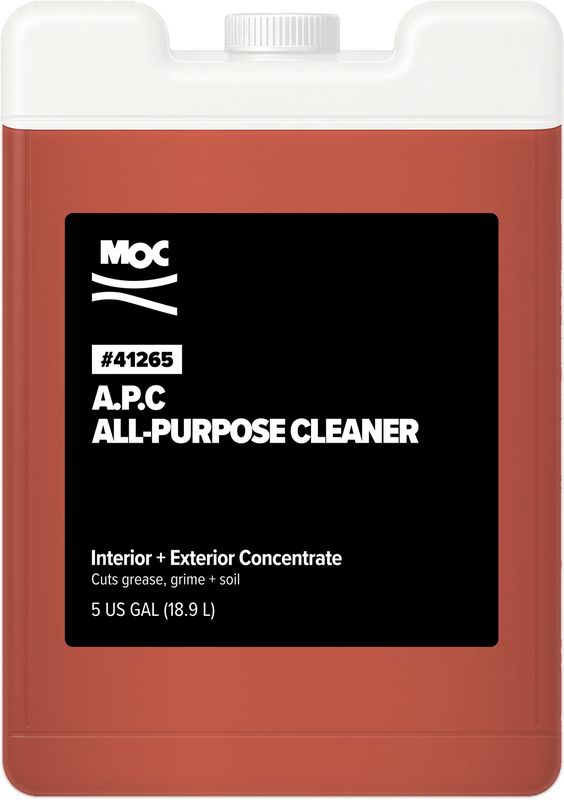 MOC
#41265
A.P.C
ALL-PURPOSE CLEANER
Interior + Exterior Concentrate
Cuts grease, grime + soil
5 US GAL (18.9 L)